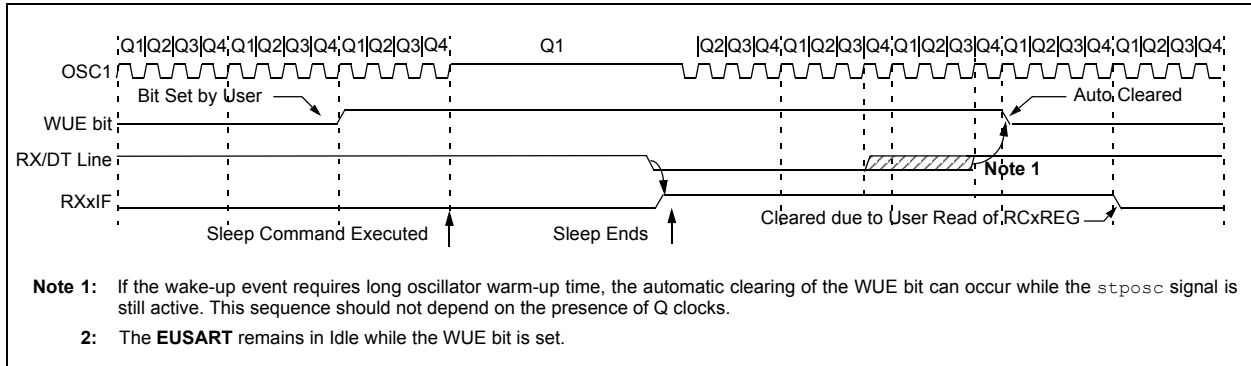 Q1|Q2|Q3|Q4|Q1|Q2|Q3|Q4|Q1|Q2|Q3|Q4 Q1 Q2|Q3|Q4|Q1|Q2|Q3|Q4|Q1|Q2|Q3|Q4|Q1|Q2|Q3|Q4|Q1|Q2|Q3|Q4
OSC1
Bit Set by User
Auto Cleared
WUE bit
RX/DT Line
Note 1
RXxIF
Cleared due to User Read of RCxREG
Sleep Command Executed
Sleep Ends
Note 1: If the wake-up event requires long oscillator warm-up time, the automatic clearing of the WUE bit can occur while the stposc signal is
still active. This sequence should not depend on the presence of Q clocks.
2: The EUSART remains in Idle while the WUE bit is set.